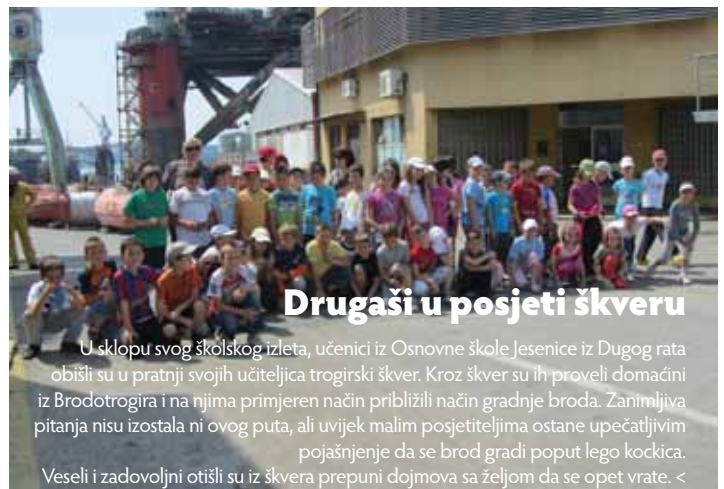 Drugaši u posjeti škveru
U sklopu svog školskog izleta, učenici iz Osnovne škole Jesenice iz Dugog rata
obišli su u pratnji svojih učiteljica trogirski škver. Kroz škver su ih proveli domaćini
iz Brodotrogira i na njima primjeren način približili način gradnje broda. Zanimljiva
pitanja nisu izostala ni ovog puta, ali uvijek malim posjetiteljima ostane upečatljivim
pojašnjenje da se brod gradi poput lego kockica.
Veseli i zadovoljni otišli su iz škvera prepuni dojmova sa željom da se opet vrate. <